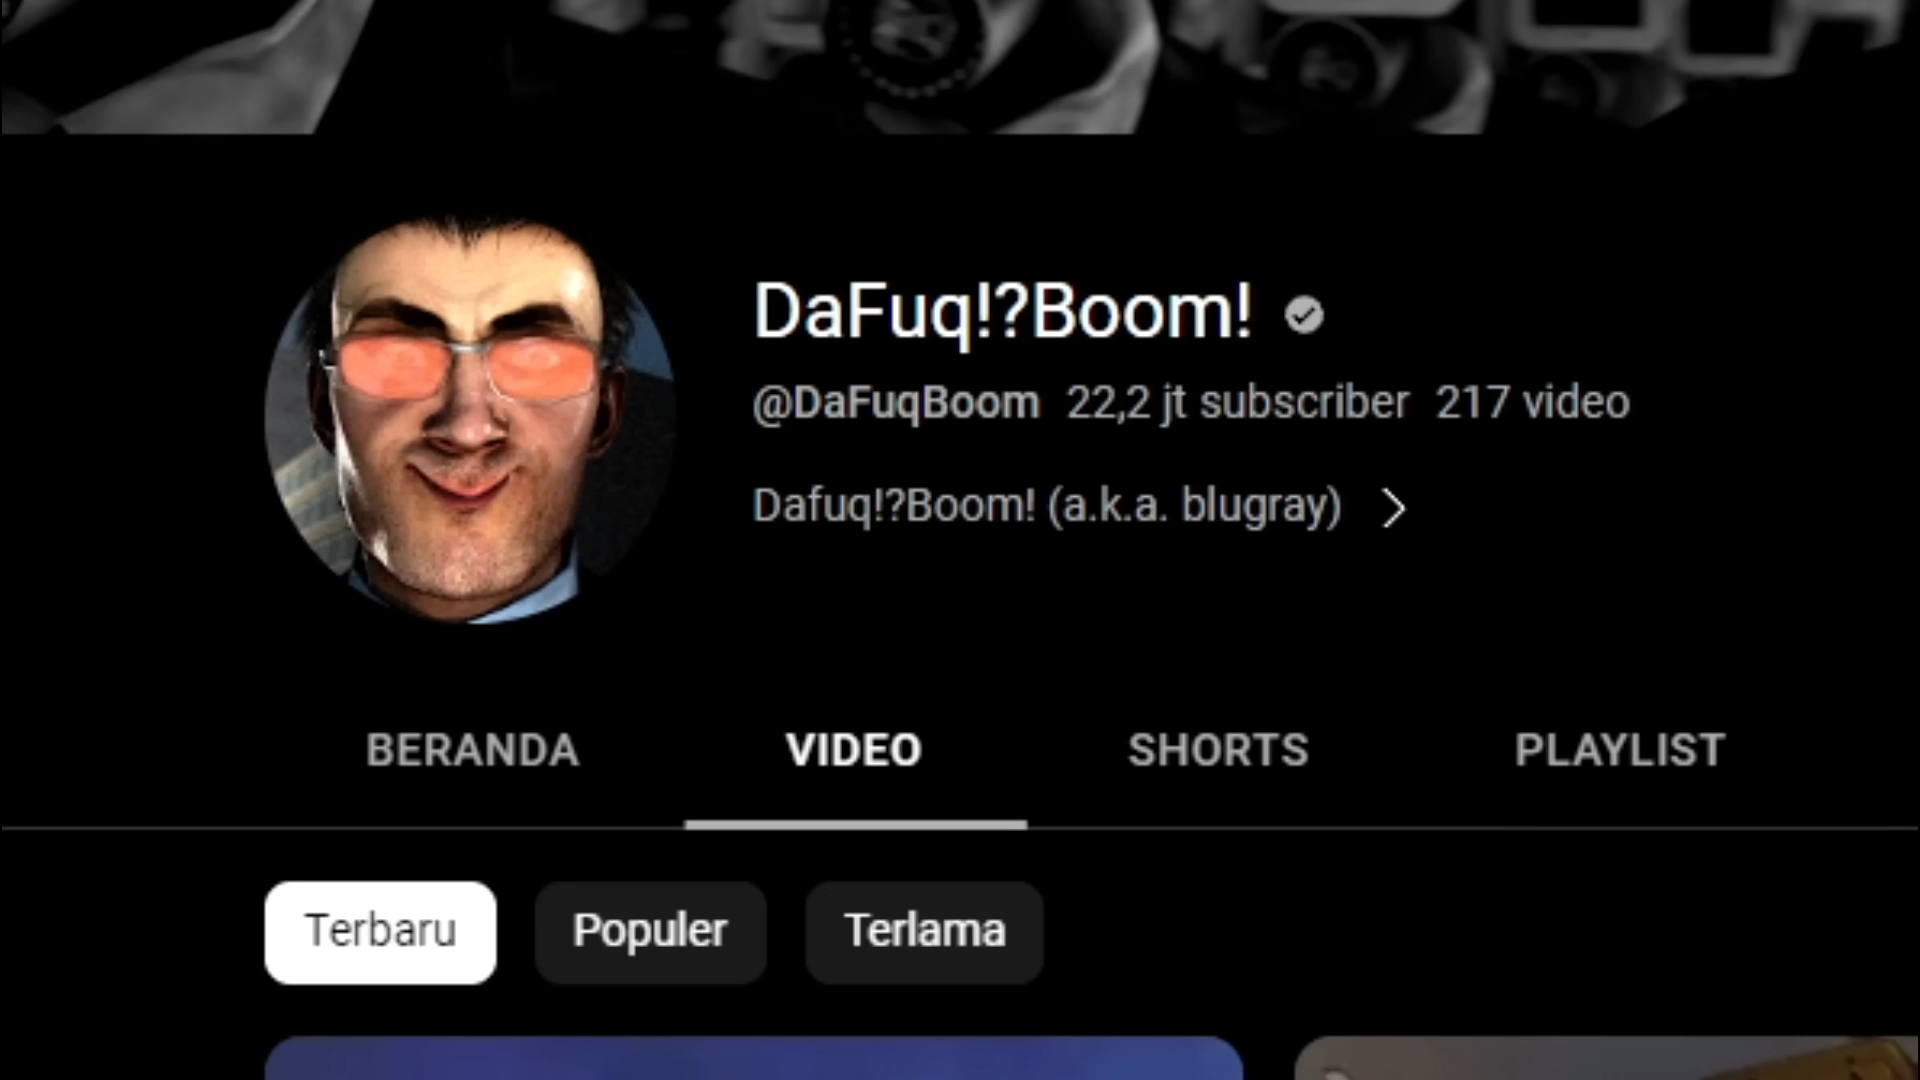 DaFuq!?Boom!
@DaFuqBoom 22,2 jt subscriber 217 video
Dafuq!?Boom! (a.k.a. blugray)
BERANDA VIDEO SHORTS PLAYLIST
Terbaru Populer Terlama